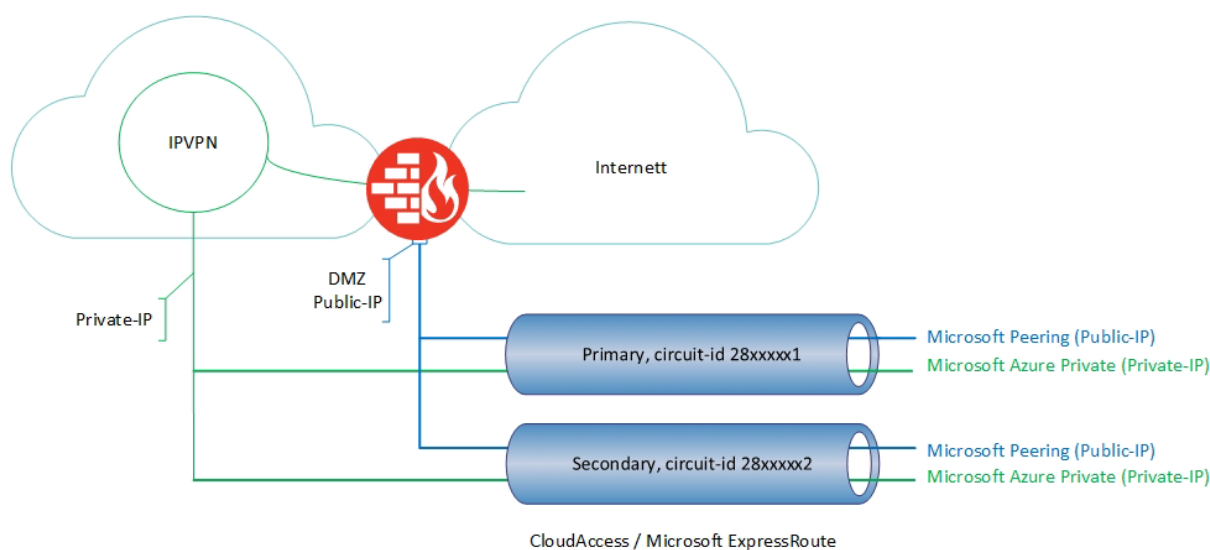 IPVPN
Internett
DMZ
Public-IP
Private-IP
Primary, circuit-id 28xxxxx1
Microsoft Peering (Public-IP)
Microsoft Azure Private (Private-IP)
Secondary, circuit-id 28xxxxx2
Microsoft Peering (Public-IP)
Microsoft Azure Private (Private-IP)
CloudAccess / Microsoft ExpressRoute